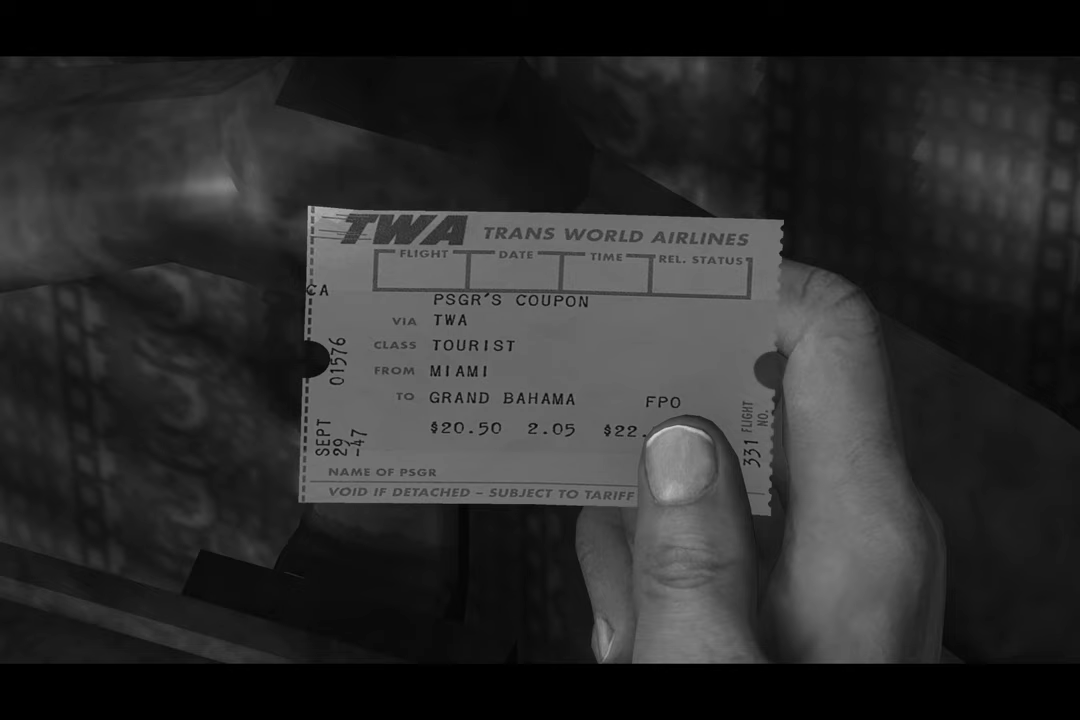 TWA TRANS WORLD AIRLINES
FLIGHT DATE TIME REL. STATUS
CA
PSGR'S COUPON
VIA TWA
CLASS TOURIST
FROM MIAMI
TO GRAND BAHAMA FPO
$20.50 2.05 $22.
01576
SEPT 29 -47
331 FLIGHT NO.
NAME OF PSGR
VOID IF DETACHED - SUBJECT TO TARIFF